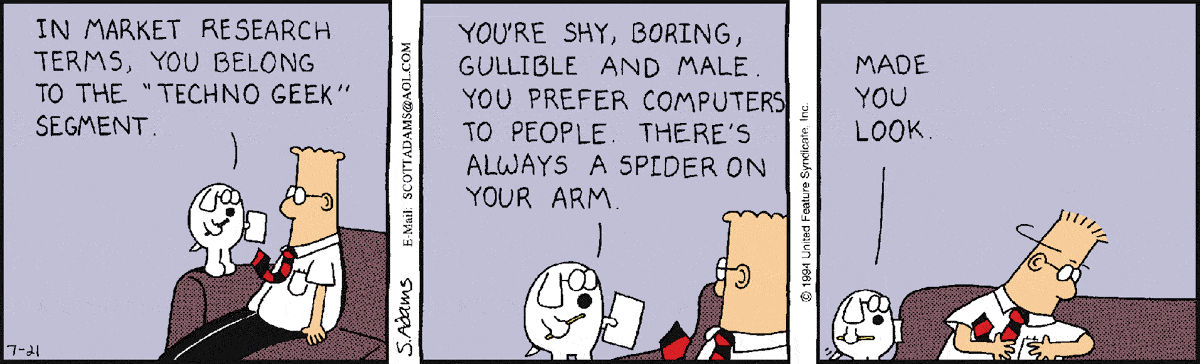 IN MARKET RESEARCH
TERMS, YOU BELONG
TO THE "TECHNO GEEK"
SEGMENT.
7-21
S. Adams
E-Mail: SCOTTADAMS@AOL.COM
YOU'RE SHY, BORING,
GULLIBLE AND MALE.
YOU PREFER COMPUTERS
TO PEOPLE. THERE'S
ALWAYS A SPIDER ON
YOUR ARM.
© 1994 United Feature Syndicate, Inc.
MADE
YOU
LOOK.